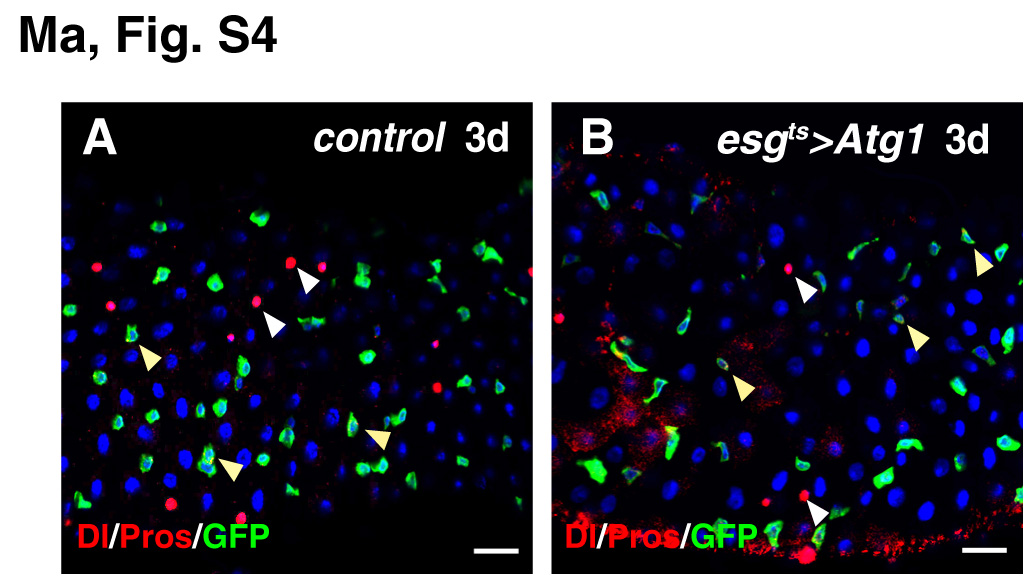 Ma, Fig. S4
A
control 3d
B
esgts>Atg1 3d
Dl/Pros/GFP
Dl/Pros/GFP